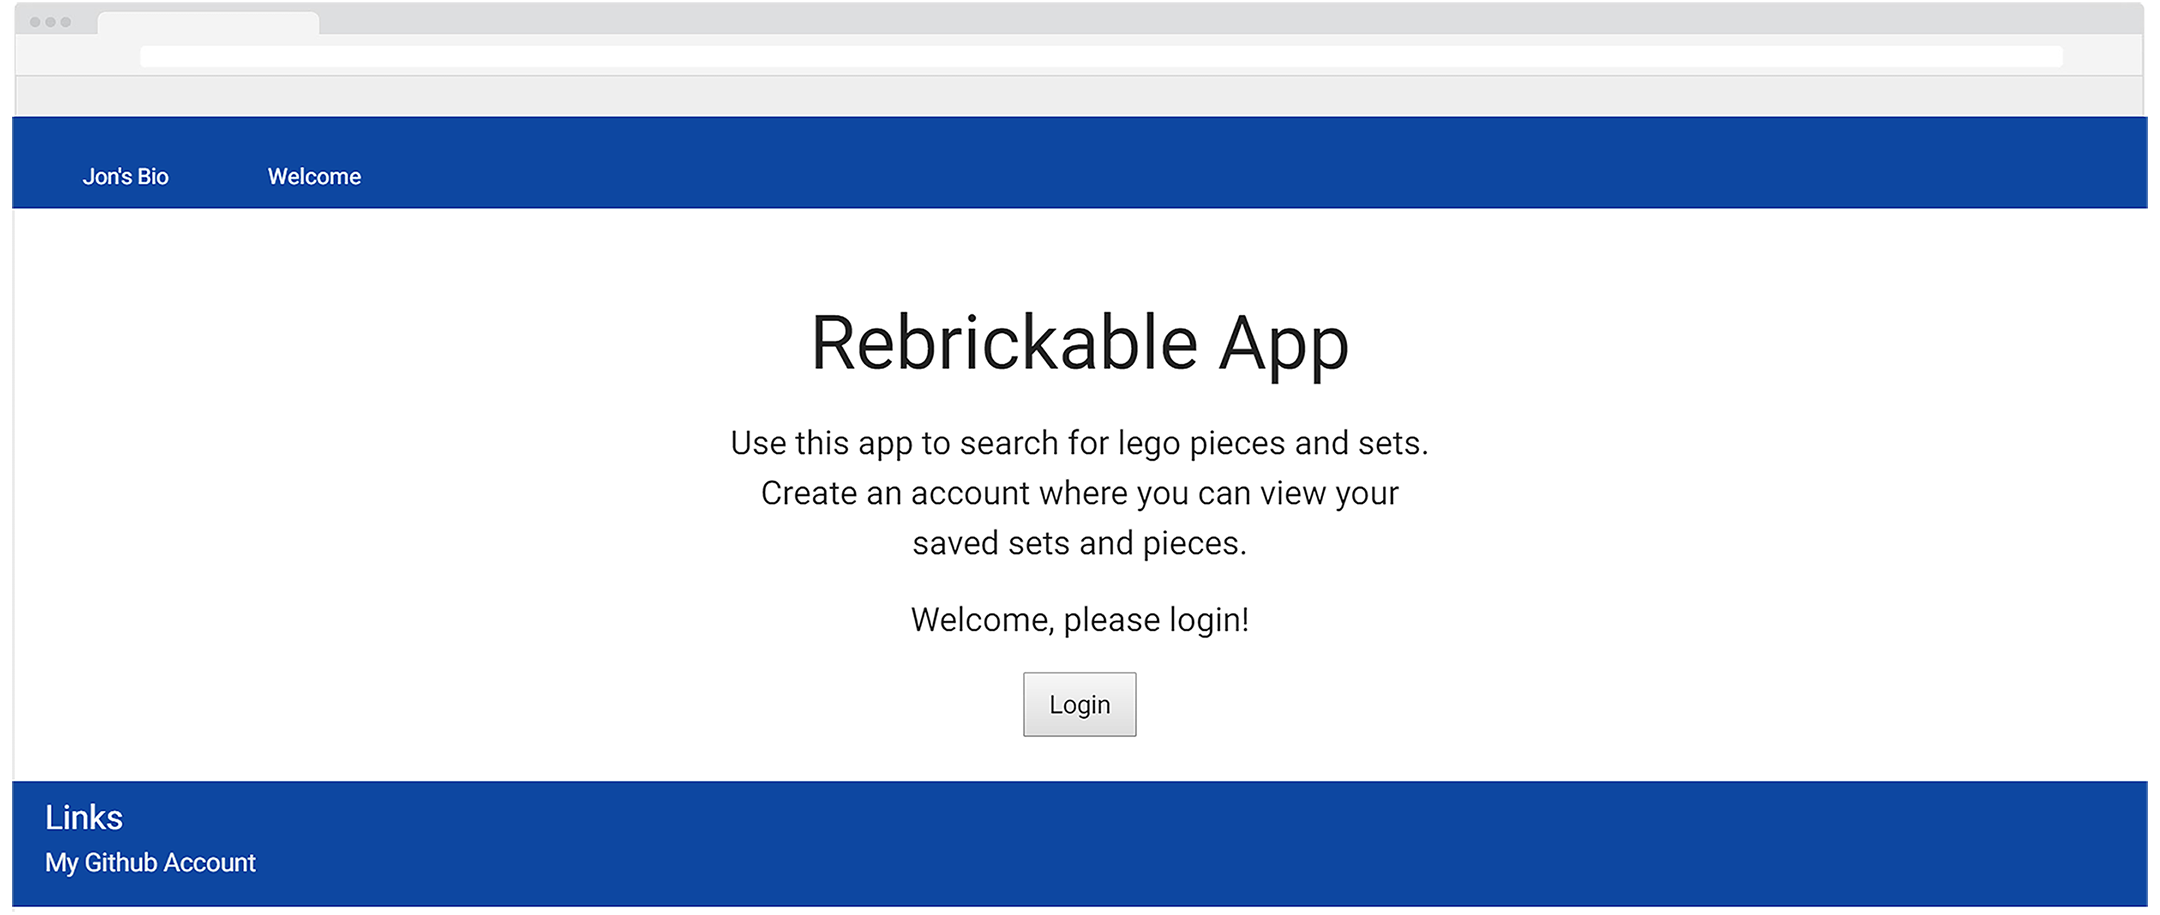 Jon's Bio Welcome
Rebrickable App
Use this app to search for lego pieces and sets.
Create an account where you can view your
saved sets and pieces.
Welcome, please login!
Login
Links
My Github Account